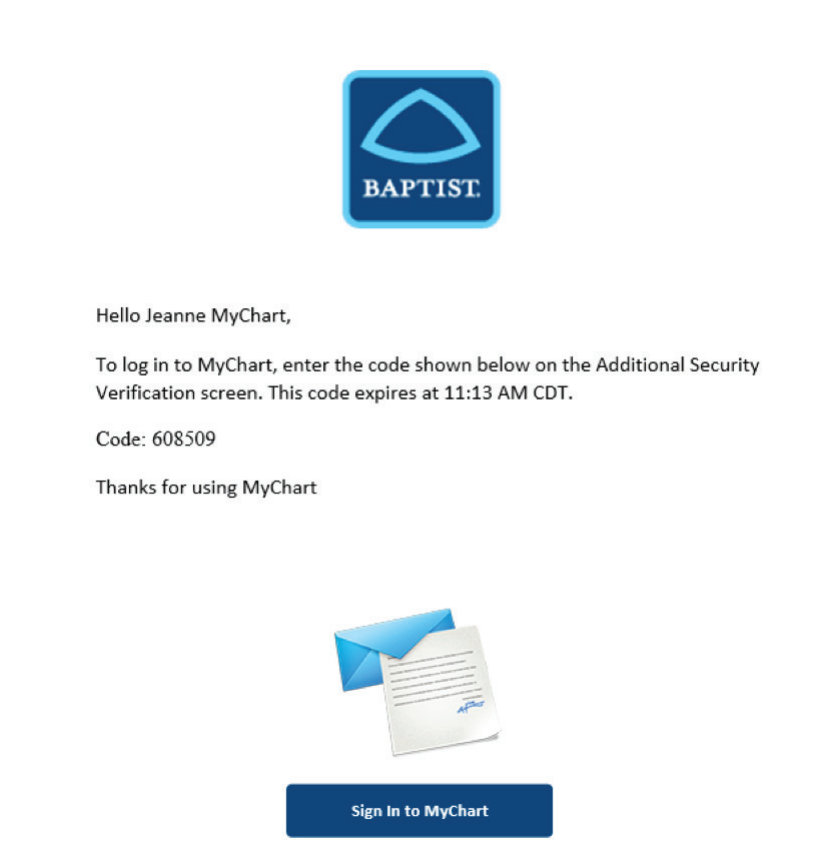 BAPTIST.
Hello Jeanne MyChart,
To log in to MyChart, enter the code shown below on the Additional Security
Verification screen. This code expires at 11:13 AM CDT.
Code: 608509
Thanks for using MyChart
Sign In to MyChart